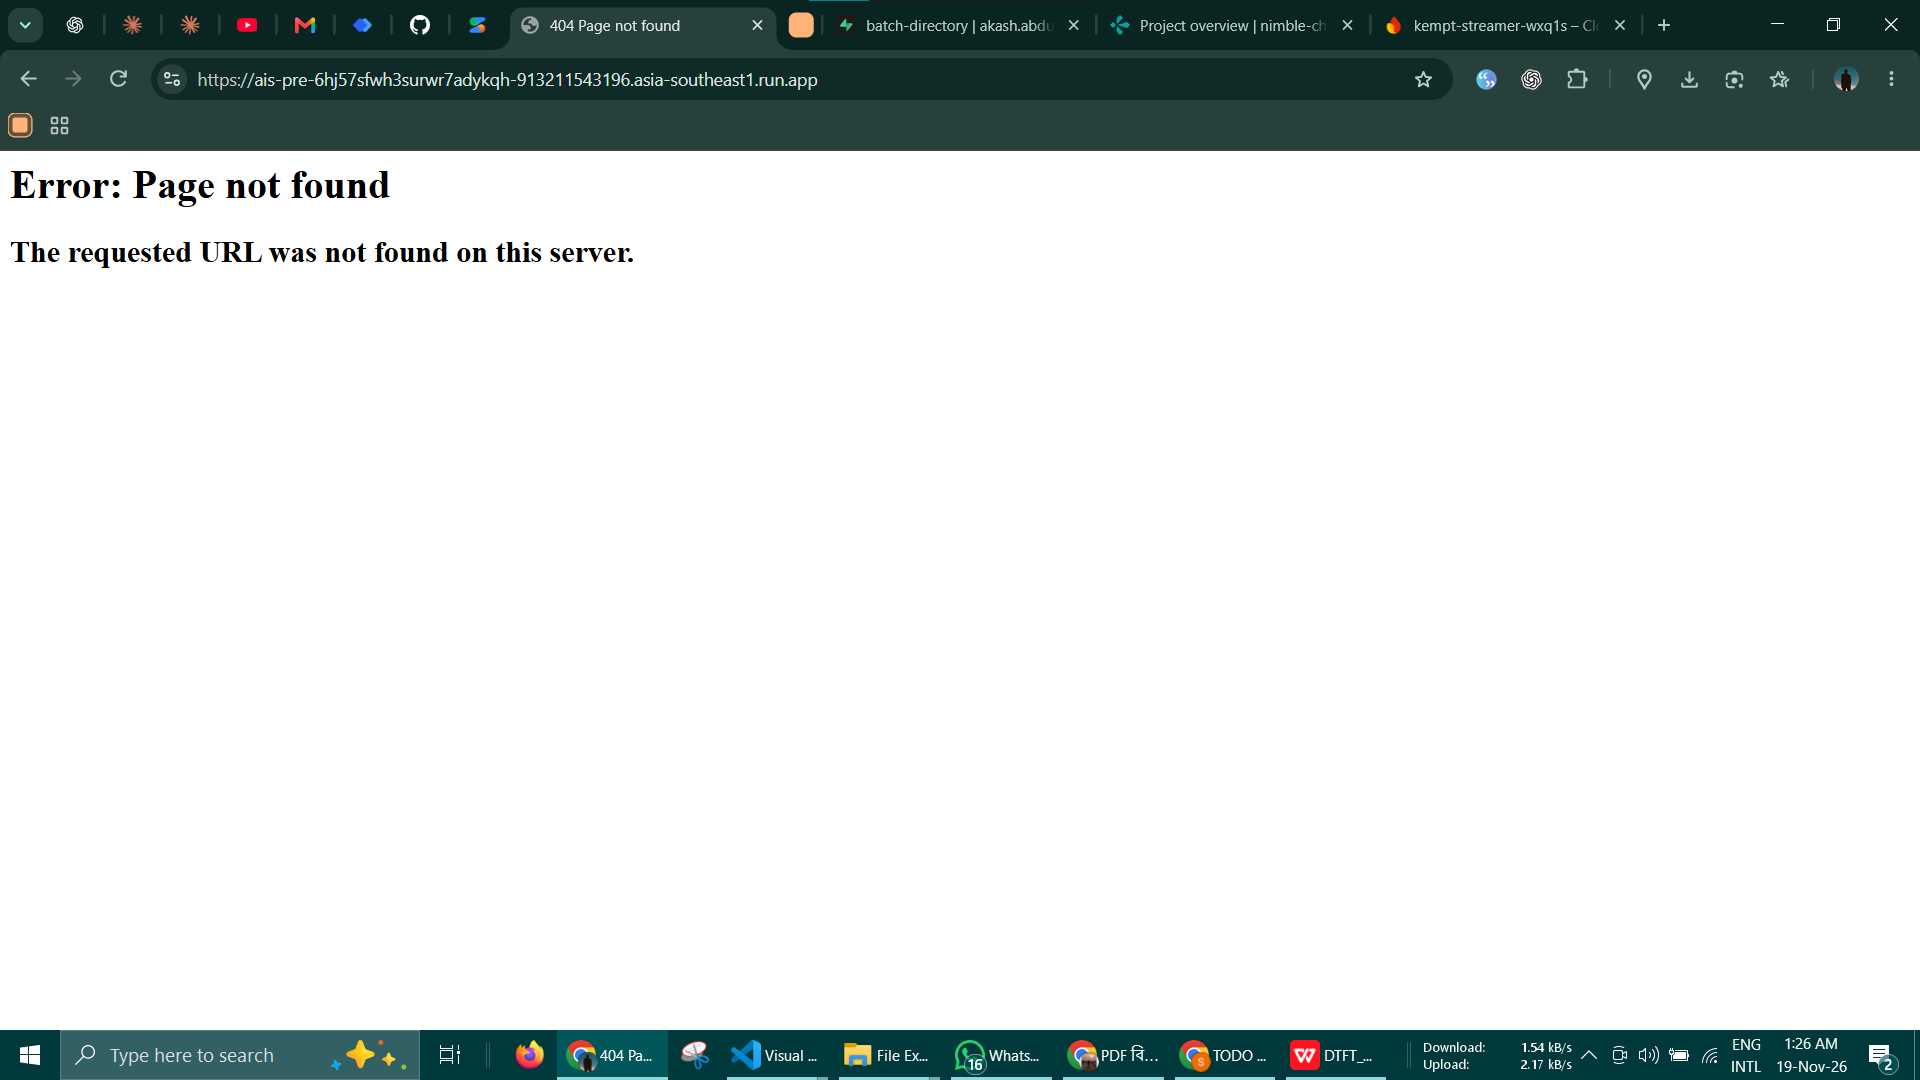 404 Page not found
batch-directory | akash.abdu
Project overview | nimble-ch
kempt-streamer-wxq1s – Clo
https://ais-pre-6hj57sfwh3surwr7adykqh-913211543196.asia-southeast1.run.app
Error: Page not found
The requested URL was not found on this server.
Type here to search
404 Pa...
Visual ...
File Ex...
16
Whats...
PDF বি...
TODO ...
DTFT_...
Download: 1.54 kB/s
Upload: 2.17 kB/s
ENG
INTL
1:26 AM
19-Nov-26
2